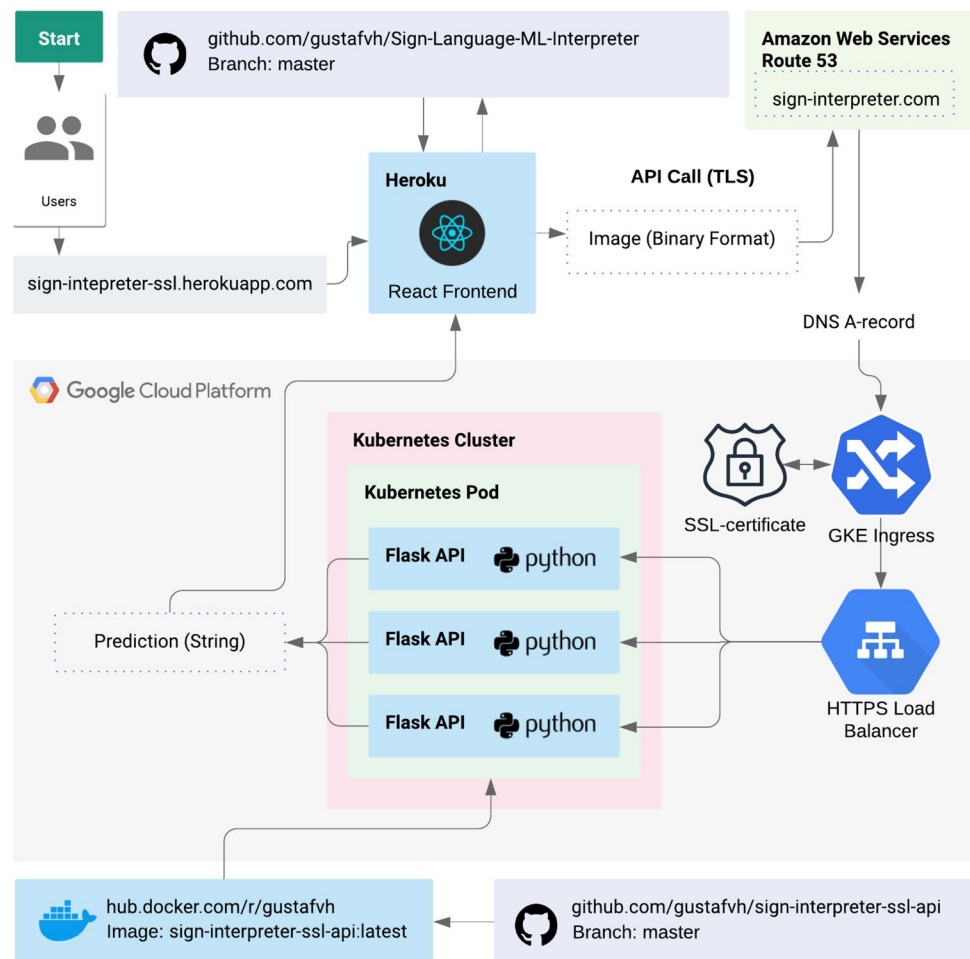 Start
github.com/gustafvh/Sign-Language-ML-Interpreter
Branch: master
Amazon Web Services
Route 53
sign-interpreter.com
Users
Heroku
React Frontend
API Call (TLS)
Image (Binary Format)
sign-intepreter-ssl.herokuapp.com
DNS A-record
Google Cloud Platform
Kubernetes Cluster
Kubernetes Pod
SSL-certificate
GKE Ingress
Flask API python
Flask API python
Flask API python
Prediction (String)
HTTPS Load
Balancer
hub.docker.com/r/gustafvh
Image: sign-interpreter-ssl-api:latest
github.com/gustafvh/sign-interpreter-ssl-api
Branch: master